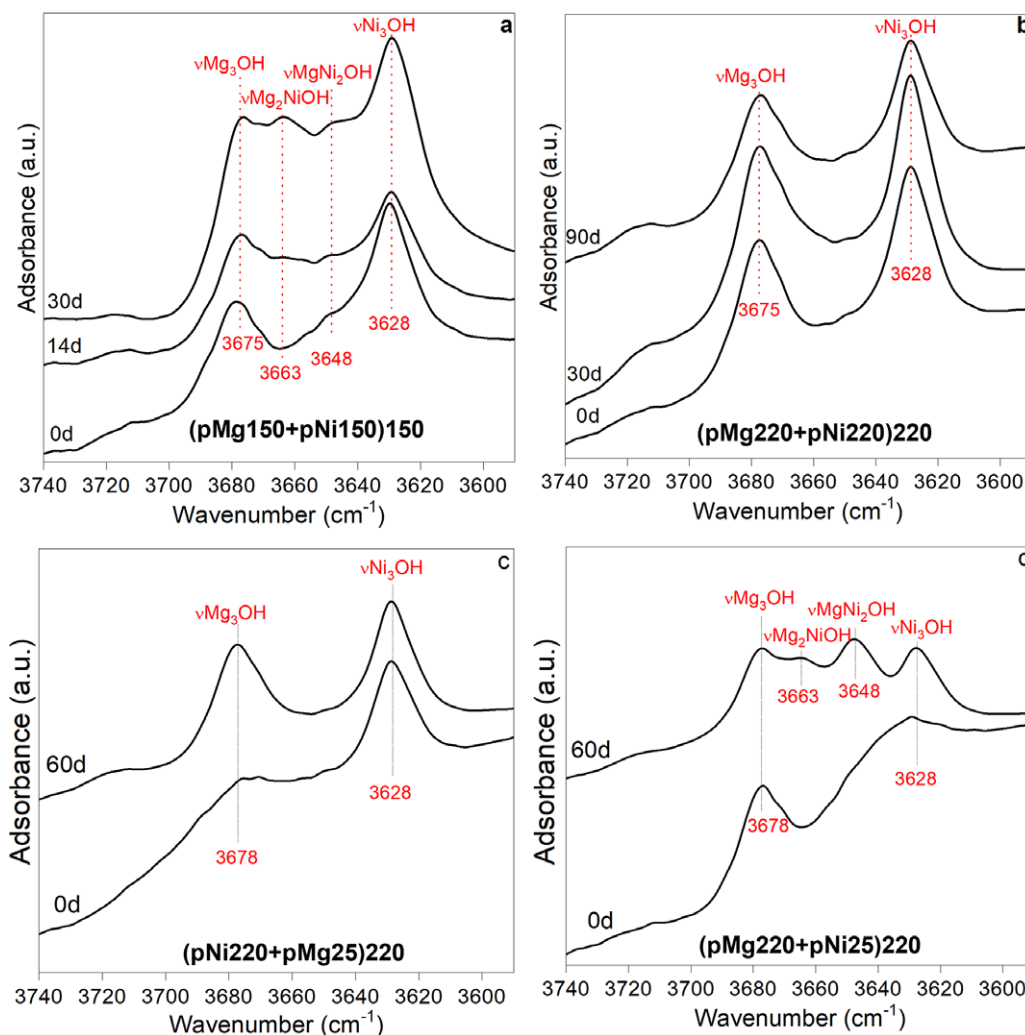 a
νNi₃OH
νMg₃OH
νMgNi₂OH
νMg₂NiOH
Adsorbance (a.u.)
30d
14d
0d
3675
3663
3648
3628
(pMg150+pNi150)150
3740 3720 3700 3680 3660 3640 3620 3600
Wavenumber (cm⁻¹)
b
νNi₃OH
νMg₃OH
Adsorbance (a.u.)
90d
30d
0d
3675
3628
(pMg220+pNi220)220
3740 3720 3700 3680 3660 3640 3620 3600
Wavenumber (cm⁻¹)
c
νNi₃OH
νMg₃OH
Adsorbance (a.u.)
60d
0d
3678
3628
(pNi220+pMg25)220
3740 3720 3700 3680 3660 3640 3620 3600
Wavenumber (cm⁻¹)
νMg₃OH
νMgNi₂OH
νMg₂NiOH
νNi₃OH
Adsorbance (a.u.)
60d
0d
3678
3663
3648
3628
(pMg220+pNi25)220
3740 3720 3700 3680 3660 3640 3620 3600
Wavenumber (cm⁻¹)